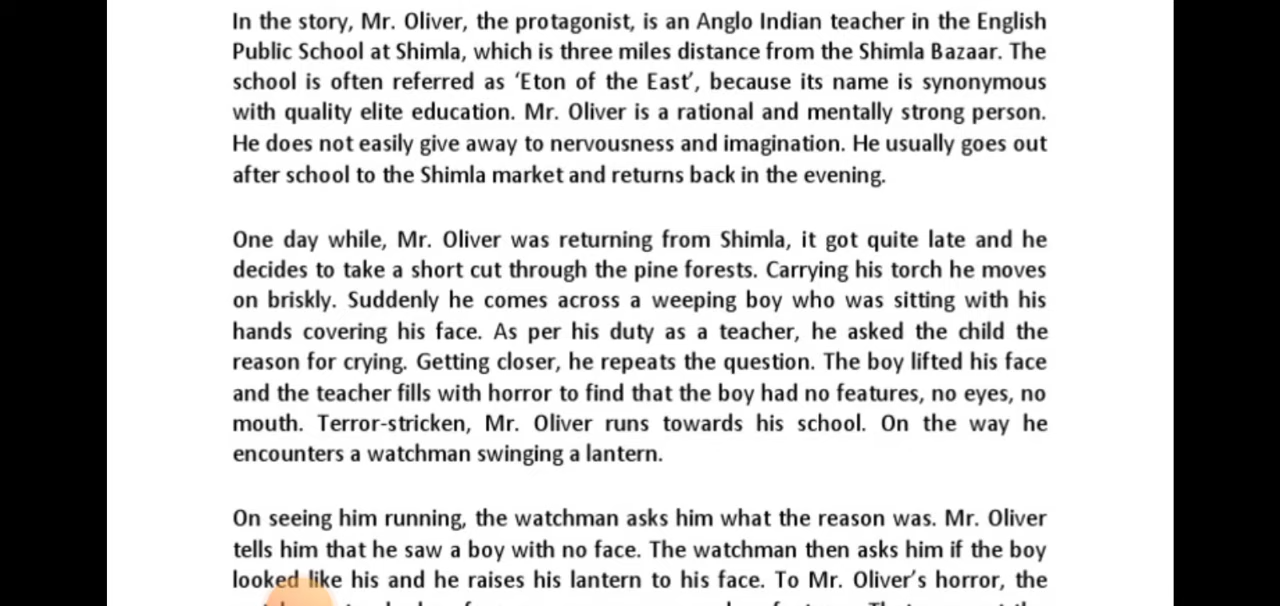 In the story, Mr. Oliver, the protagonist, is an Anglo Indian teacher in the English
Public School at Shimla, which is three miles distance from the Shimla Bazaar. The
school is often referred as ‘Eton of the East’, because its name is synonymous
with quality elite education. Mr. Oliver is a rational and mentally strong person.
He does not easily give away to nervousness and imagination. He usually goes out
after school to the Shimla market and returns back in the evening.
One day while, Mr. Oliver was returning from Shimla, it got quite late and he
decides to take a short cut through the pine forests. Carrying his torch he moves
on briskly. Suddenly he comes across a weeping boy who was sitting with his
hands covering his face. As per his duty as a teacher, he asked the child the
reason for crying. Getting closer, he repeats the question. The boy lifted his face
and the teacher fills with horror to find that the boy had no features, no eyes, no
mouth. Terror-stricken, Mr. Oliver runs towards his school. On the way he
encounters a watchman swinging a lantern.
On seeing him running, the watchman asks him what the reason was. Mr. Oliver
tells him that he saw a boy with no face. The watchman then asks him if the boy
looked like his and he raises his lantern to his face. To Mr. Oliver’s horror, the